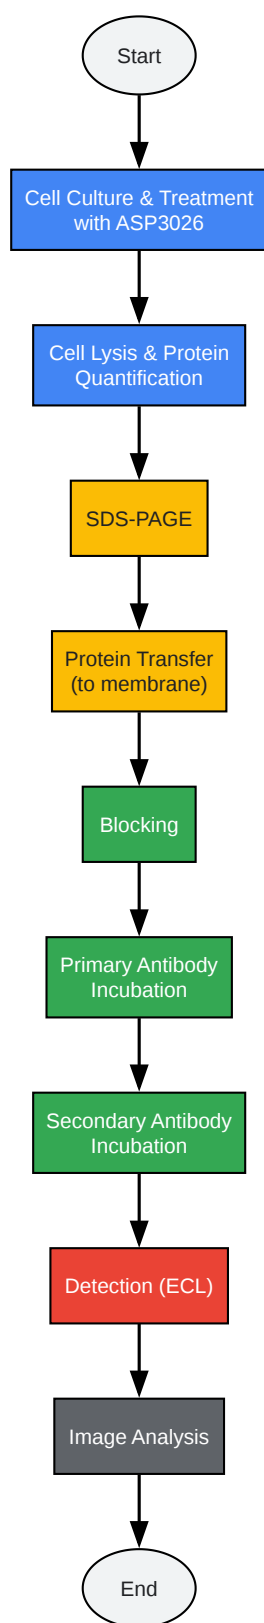 Start
Cell Culture & Treatment
with ASP3026
Cell Lysis & Protein
Quantification
SDS-PAGE
Protein Transfer
(to membrane)
Blocking
Primary Antibody
Incubation
Secondary Antibody
Incubation
Detection (ECL)
Image Analysis
End